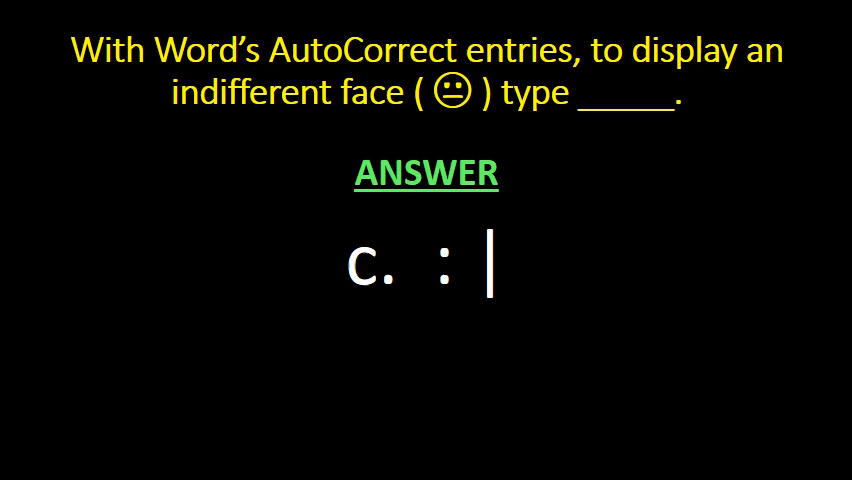 With Word’s AutoCorrect entries, to display an
indifferent face ( 😐 ) type _____.
ANSWER
c. : |